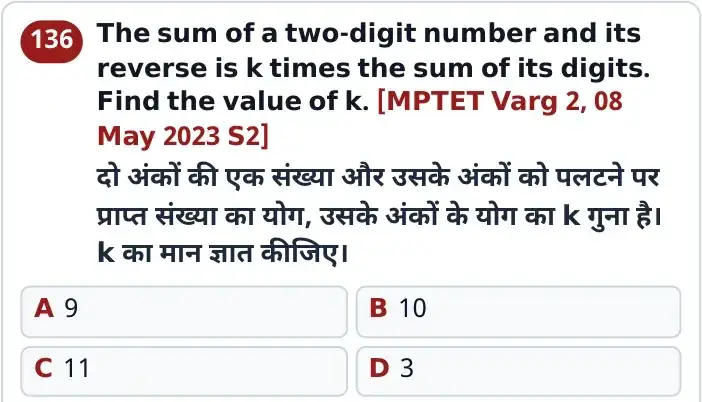 136 The sum of a two-digit number and its
reverse is k times the sum of its digits.
Find the value of k. [MPTET Varg 2, 08
May 2023 S2]
दो अंकों की एक संख्या और उसके अंकों को पलटने पर
प्राप्त संख्या का योग, उसके अंकों के योग का k गुना है।
k का मान ज्ञात कीजिए।
A 9 B 10
C 11 D 3